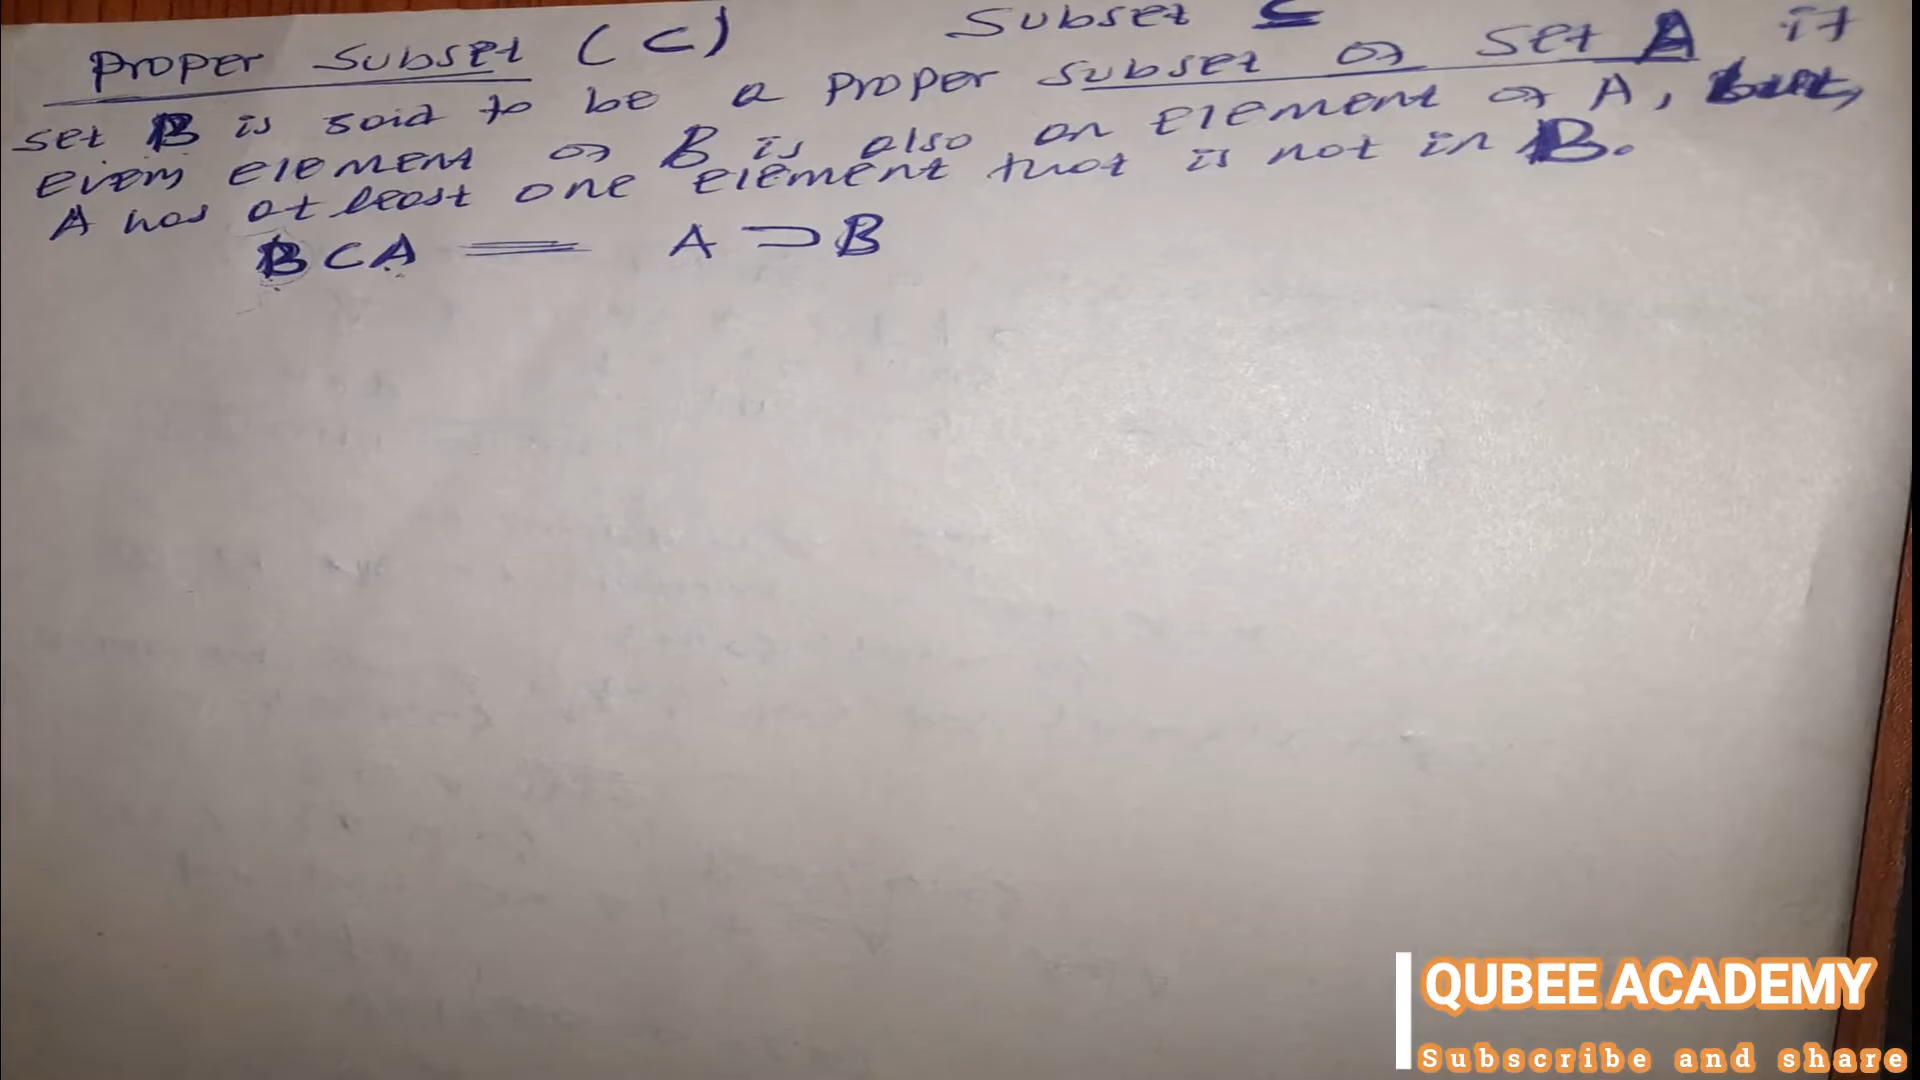 Proper Subset (⊂) Subset ⊆
Set B is said to be a proper subset of set A, if
every element of B is also an element of A, but,
A has at least one element that is not in B.
B⊂A = A⊃B
QUBEE ACADEMY
Subscribe and share